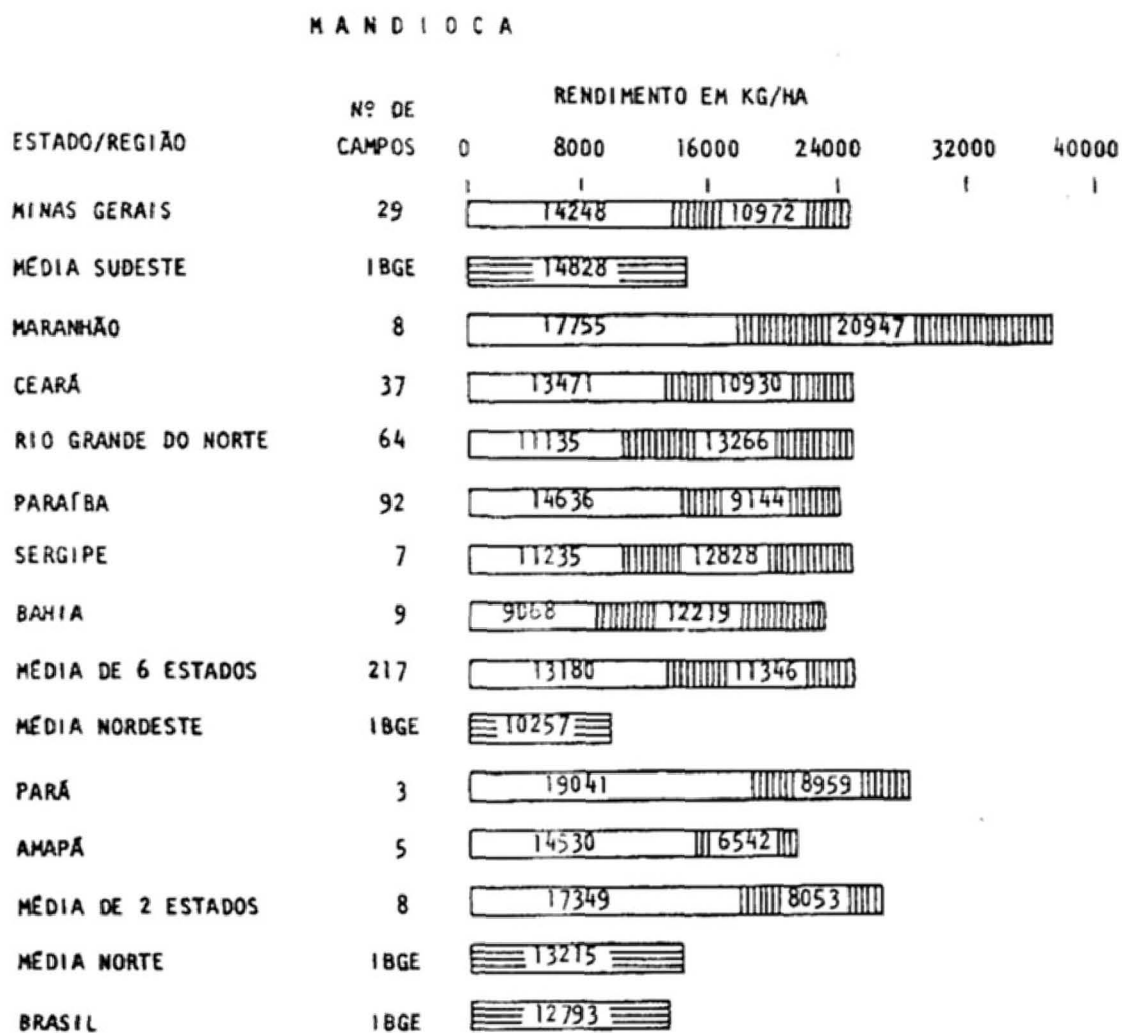 MANDIOCA
RENDIMENTO EM KG/HA
Nº DE
ESTADO/REGIÃO CAMPOS 0 8000 16000 24000 32000 40000
MINAS GERAIS 29 14248 10972
MÉDIA SUDESTE IBGE 14828
MARANHÃO 8 17755 20947
CEARÁ 37 13471 10930
RIO GRANDE DO NORTE 64 11135 13266
PARAÍBA 92 14636 9144
SERGIPE 7 11235 12828
BAHIA 9 9068 12219
MÉDIA DE 6 ESTADOS 217 13180 11346
MÉDIA NORDESTE IBGE 10257
PARÁ 3 19041 8959
AMAPÁ 5 14530 6542
MÉDIA DE 2 ESTADOS 8 17349 8053
MÉDIA NORTE IBGE 13215
BRASIL IBGE 12793